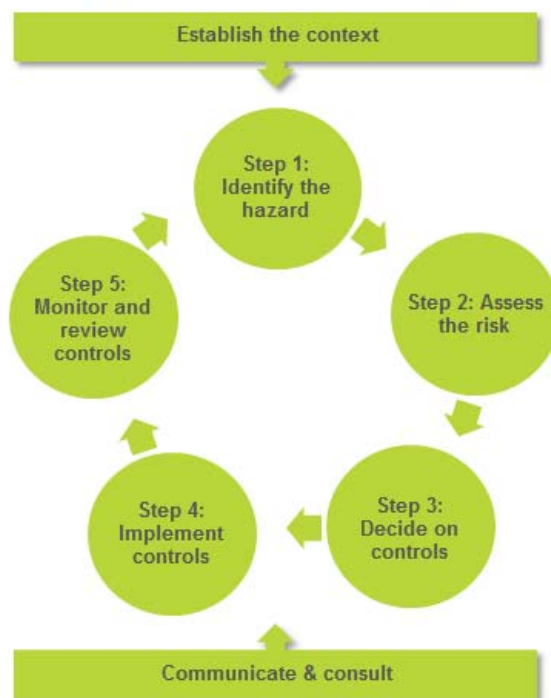 Establish the context
Step 1:
Identify the
hazard
Step 2: Assess
the risk
Step 3:
Decide on
controls
Step 4:
Implement
controls
Step 5:
Monitor and
review
controls
Communicate & consult